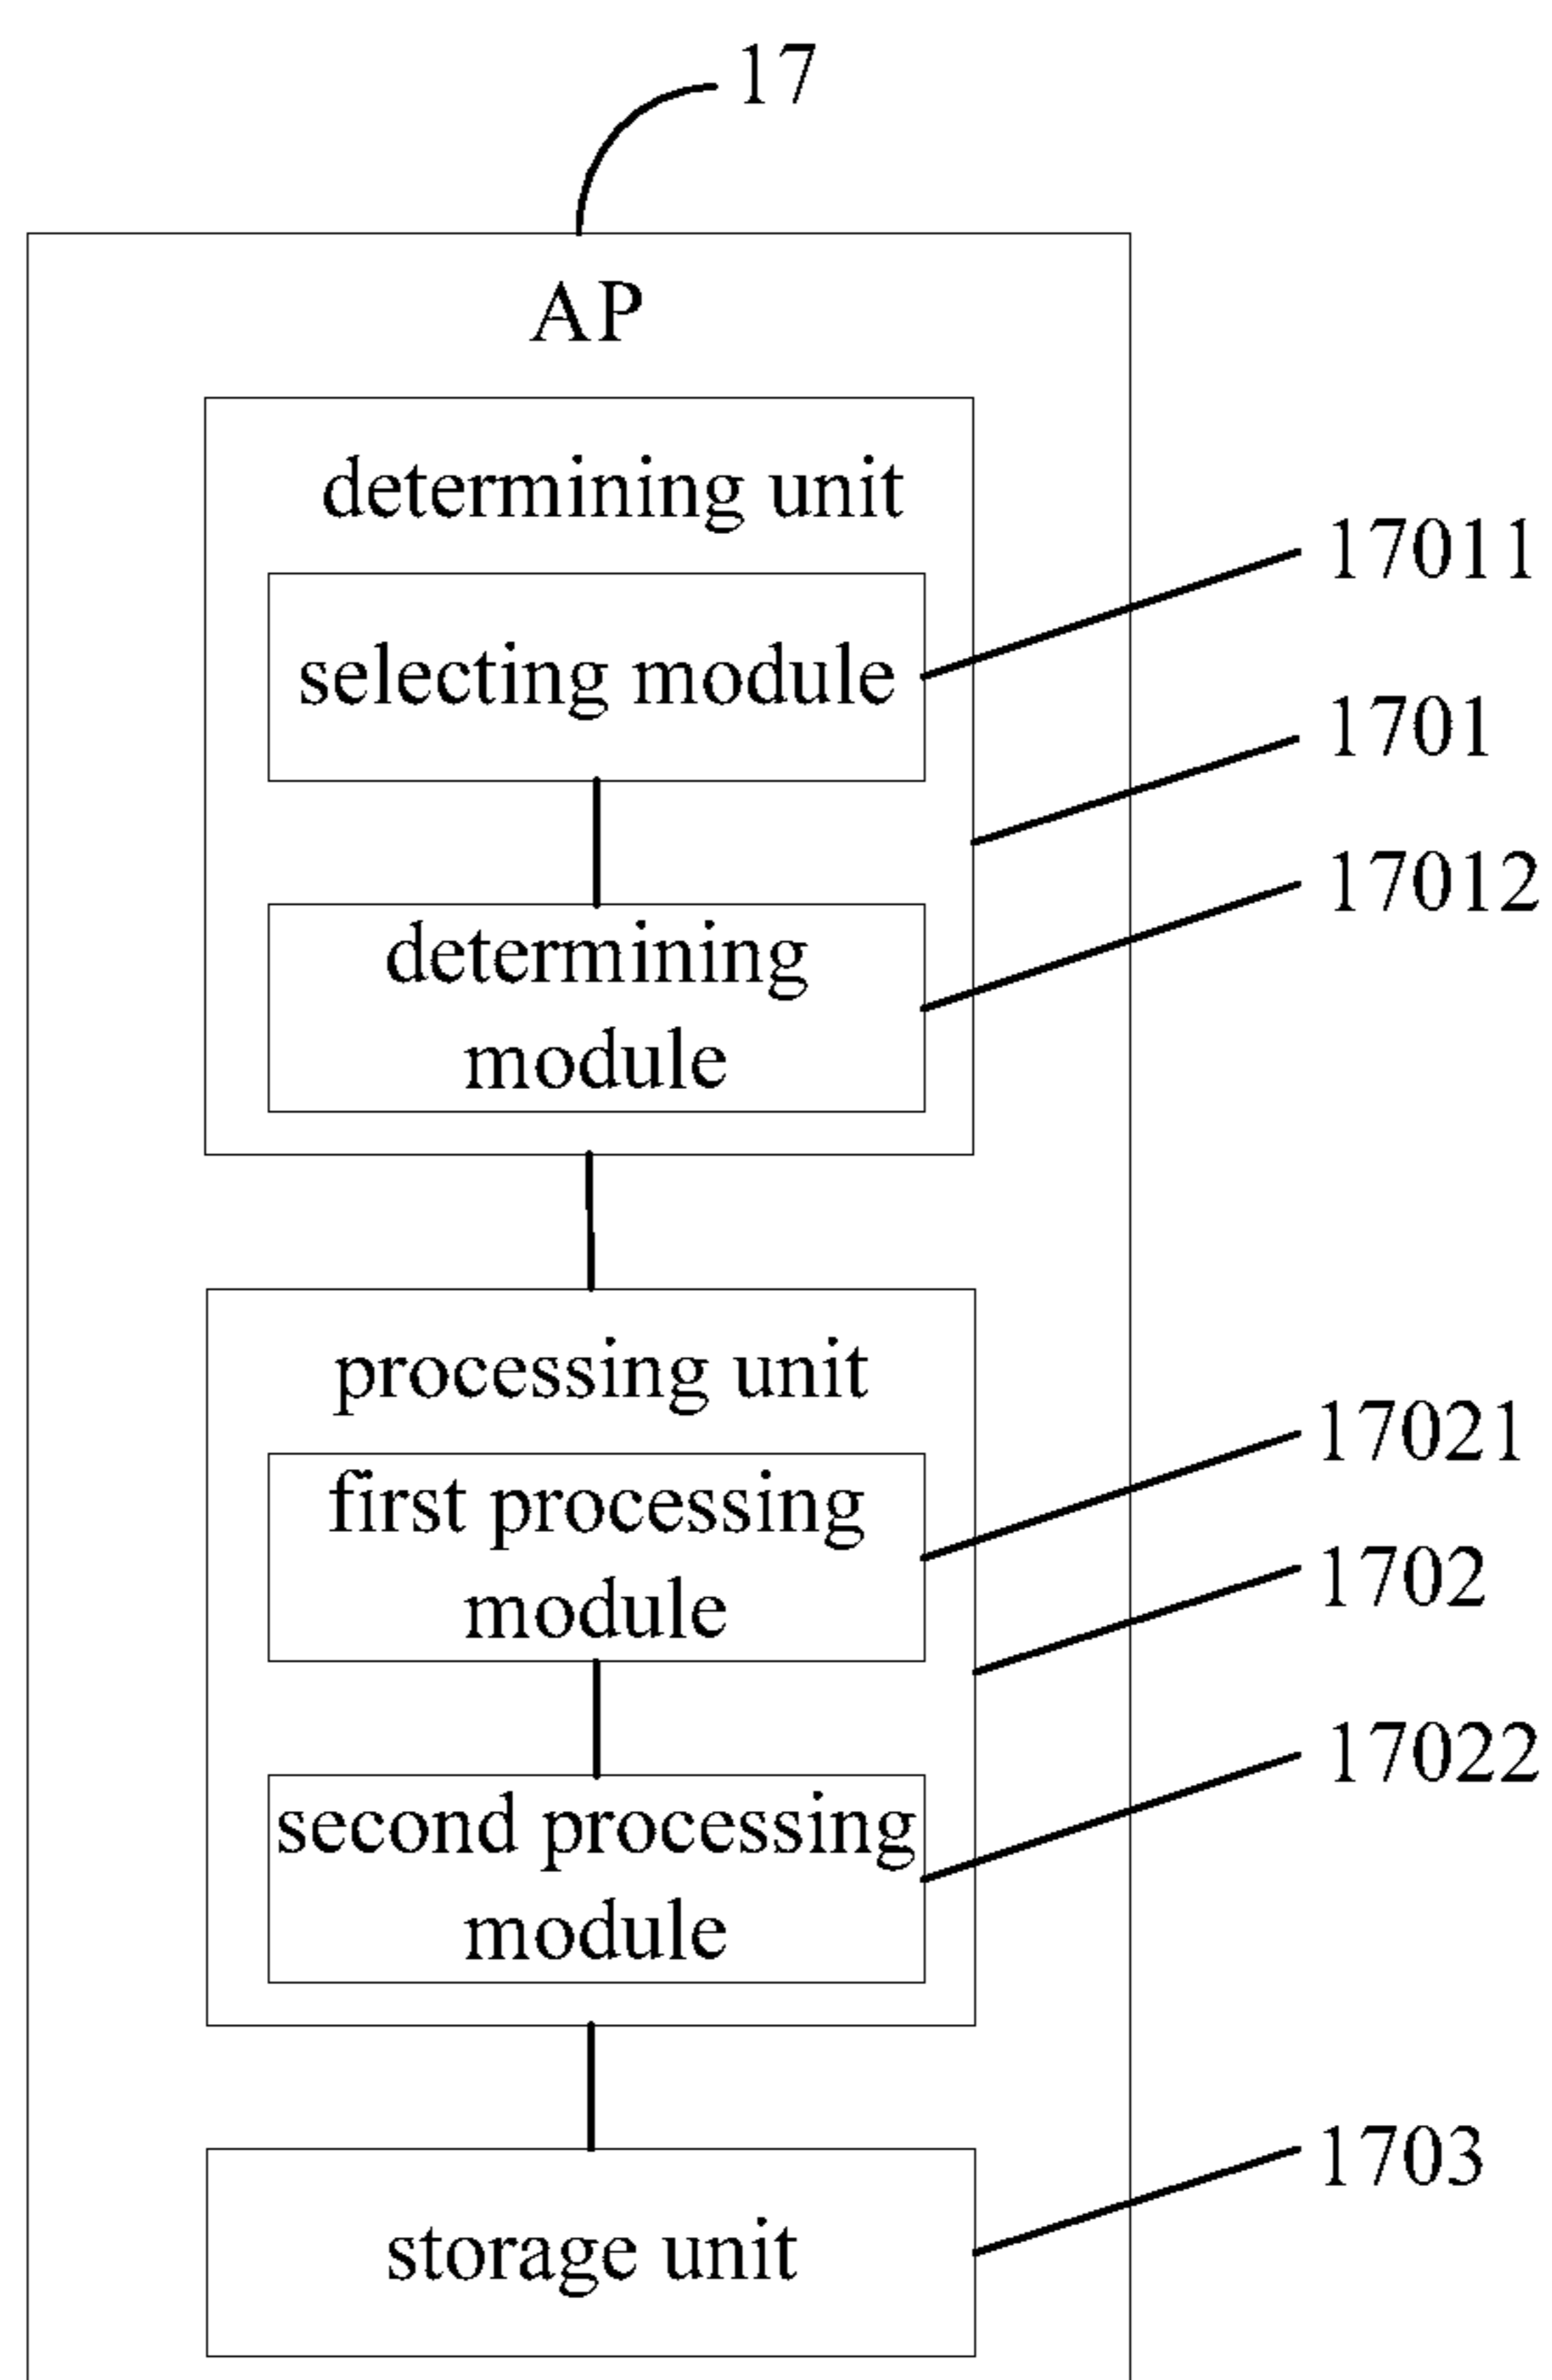 17
AP
determining unit
selecting module
17011
1701
determining
module
17012
processing unit
first processing
module
17021
1702
second processing
module
17022
storage unit
1703